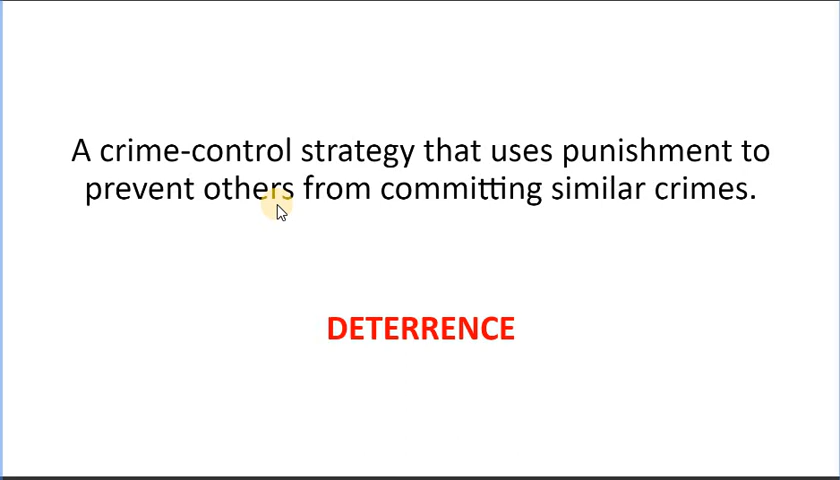 A crime-control strategy that uses punishment to
prevent others from committing similar crimes.
DETERRENCE